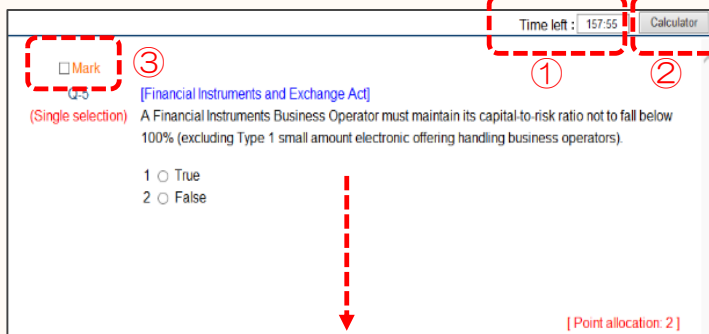 Time left : 157:55 Calculator
① ②
☐ Mark ③
Q-5 [Financial Instruments and Exchange Act]
(Single selection) A Financial Instruments Business Operator must maintain its capital-to-risk ratio not to fall below
100% (excluding Type 1 small amount electronic offering handling business operators).
1 ○ True
2 ○ False
[ Point allocation: 2 ]